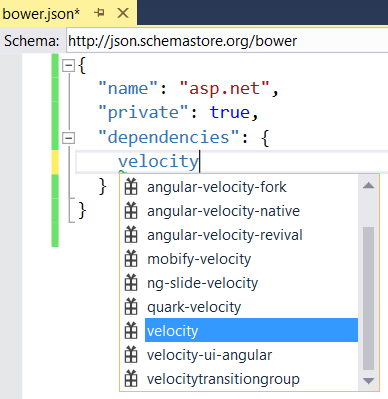 bower.json*
Schema: http://json.schemastore.org/bower
{
"name": "asp.net",
"private": true,
"dependencies": {
velocity
}
}
angular-velocity-fork
angular-velocity-native
angular-velocity-revival
mobify-velocity
ng-slide-velocity
quark-velocity
velocity
velocity-ui-angular
velocitytransitiongroup